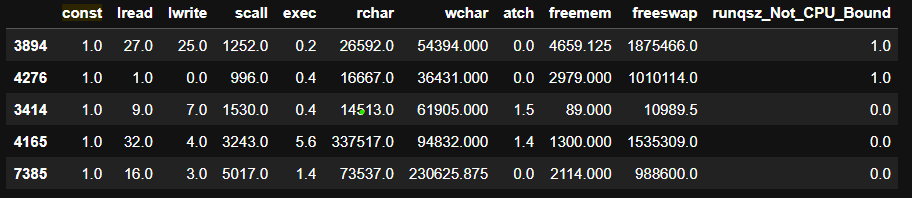 const lread lwrite scall exec rchar wchar atch freemem freeswap runqsz_Not_CPU_Bound
3894 1.0 27.0 25.0 1252.0 0.2 26592.0 54394.000 0.0 4659.125 1875466.0 1.0
4276 1.0 1.0 0.0 996.0 0.4 16667.0 36431.000 0.0 2979.000 1010114.0 1.0
3414 1.0 9.0 7.0 1530.0 0.4 14513.0 61905.000 1.5 89.000 10989.5 0.0
4165 1.0 32.0 4.0 3243.0 5.6 337517.0 94832.000 1.4 1300.000 1535309.0 0.0
7385 1.0 16.0 3.0 5017.0 1.4 73537.0 230625.875 0.0 2114.000 988600.0 0.0